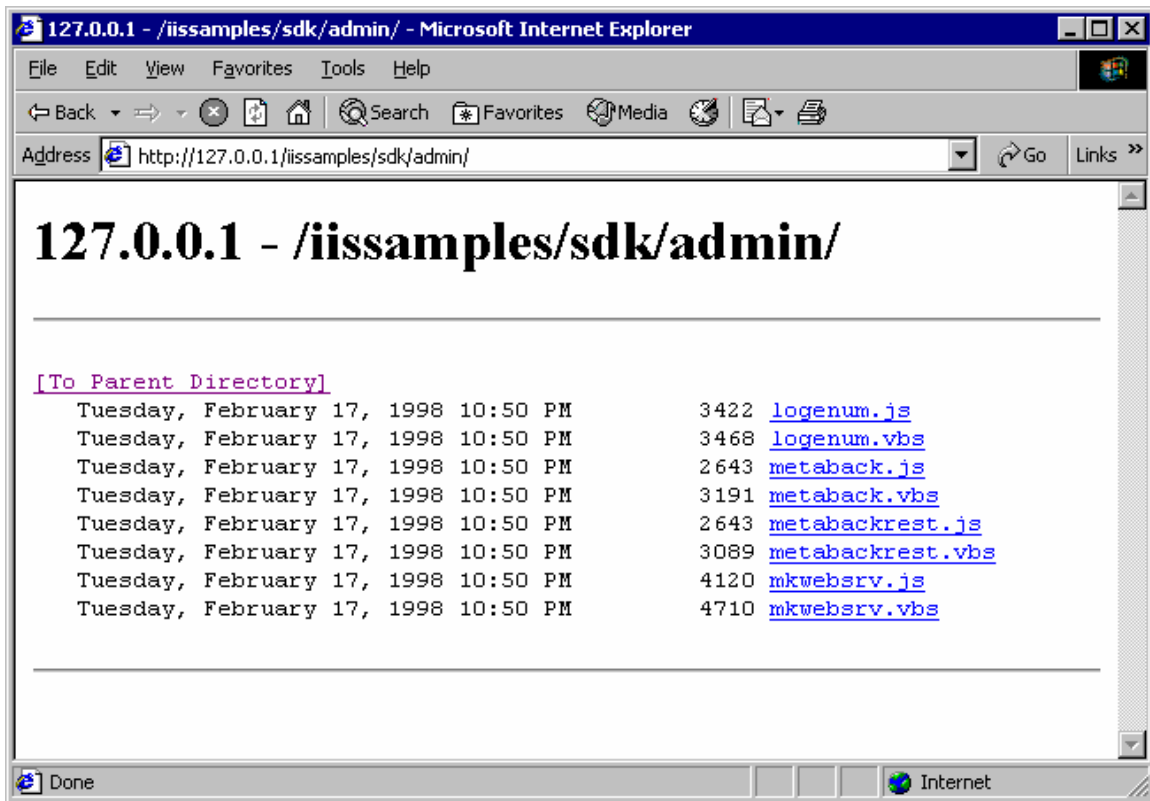 127.0.0.1 - /iissamples/sdk/admin/ - Microsoft Internet Explorer
File Edit View Favorites Tools Help
Back Search Favorites Media
Address http://127.0.0.1/iissamples/sdk/admin/ Go Links »
127.0.0.1 - /iissamples/sdk/admin/
[To Parent Directory]
Tuesday, February 17, 1998 10:50 PM 3422 logenum.js
Tuesday, February 17, 1998 10:50 PM 3468 logenum.vbs
Tuesday, February 17, 1998 10:50 PM 2643 metaback.js
Tuesday, February 17, 1998 10:50 PM 3191 metaback.vbs
Tuesday, February 17, 1998 10:50 PM 2643 metabackrest.js
Tuesday, February 17, 1998 10:50 PM 3089 metabackrest.vbs
Tuesday, February 17, 1998 10:50 PM 4120 mkwebsrv.js
Tuesday, February 17, 1998 10:50 PM 4710 mkwebsrv.vbs
Done Internet